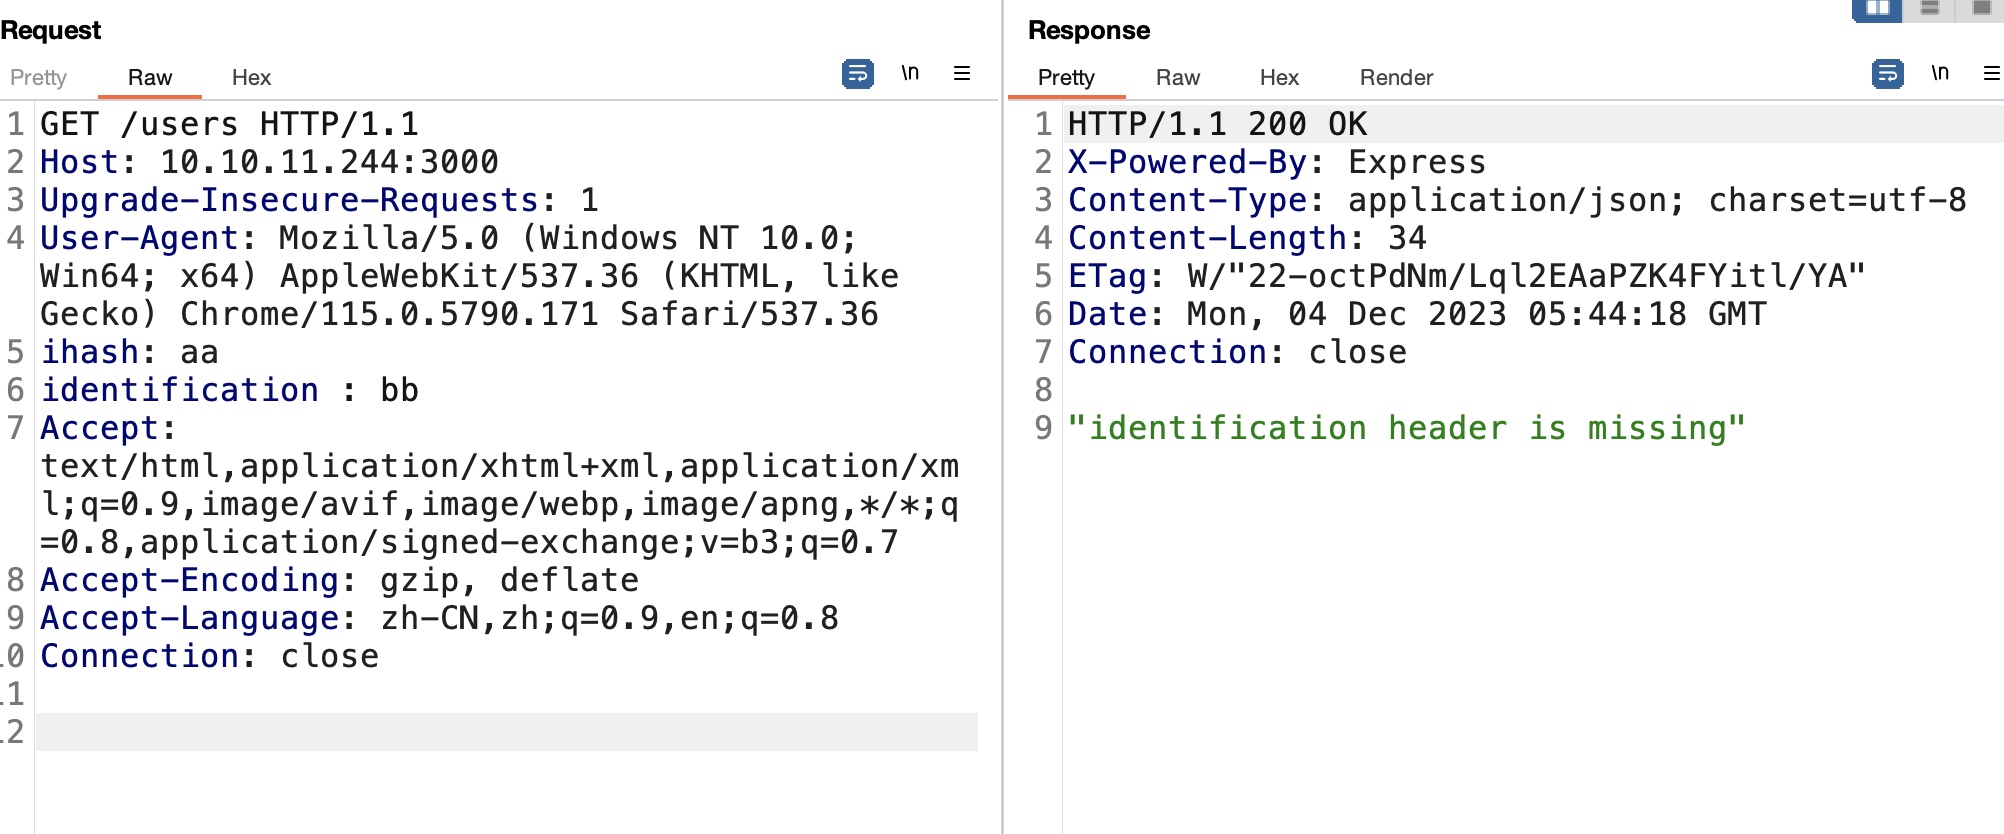 Request
Pretty Raw Hex \n
1 GET /users HTTP/1.1
2 Host: 10.10.11.244:3000
3 Upgrade-Insecure-Requests: 1
4 User-Agent: Mozilla/5.0 (Windows NT 10.0;
Win64; x64) AppleWebKit/537.36 (KHTML, like
Gecko) Chrome/115.0.5790.171 Safari/537.36
5 ihash: aa
6 identification : bb
7 Accept:
text/html,application/xhtml+xml,application/xm
l;q=0.9,image/avif,image/webp,image/apng,*/*;q
=0.8,application/signed-exchange;v=b3;q=0.7
8 Accept-Encoding: gzip, deflate
9 Accept-Language: zh-CN,zh;q=0.9,en;q=0.8
10 Connection: close
11
12
Response
Pretty Raw Hex Render \n
1 HTTP/1.1 200 OK
2 X-Powered-By: Express
3 Content-Type: application/json; charset=utf-8
4 Content-Length: 34
5 ETag: W/"22-octPdNm/Lql2EAaPZK4FYitl/YA"
6 Date: Mon, 04 Dec 2023 05:44:18 GMT
7 Connection: close
8
9 "identification header is missing"